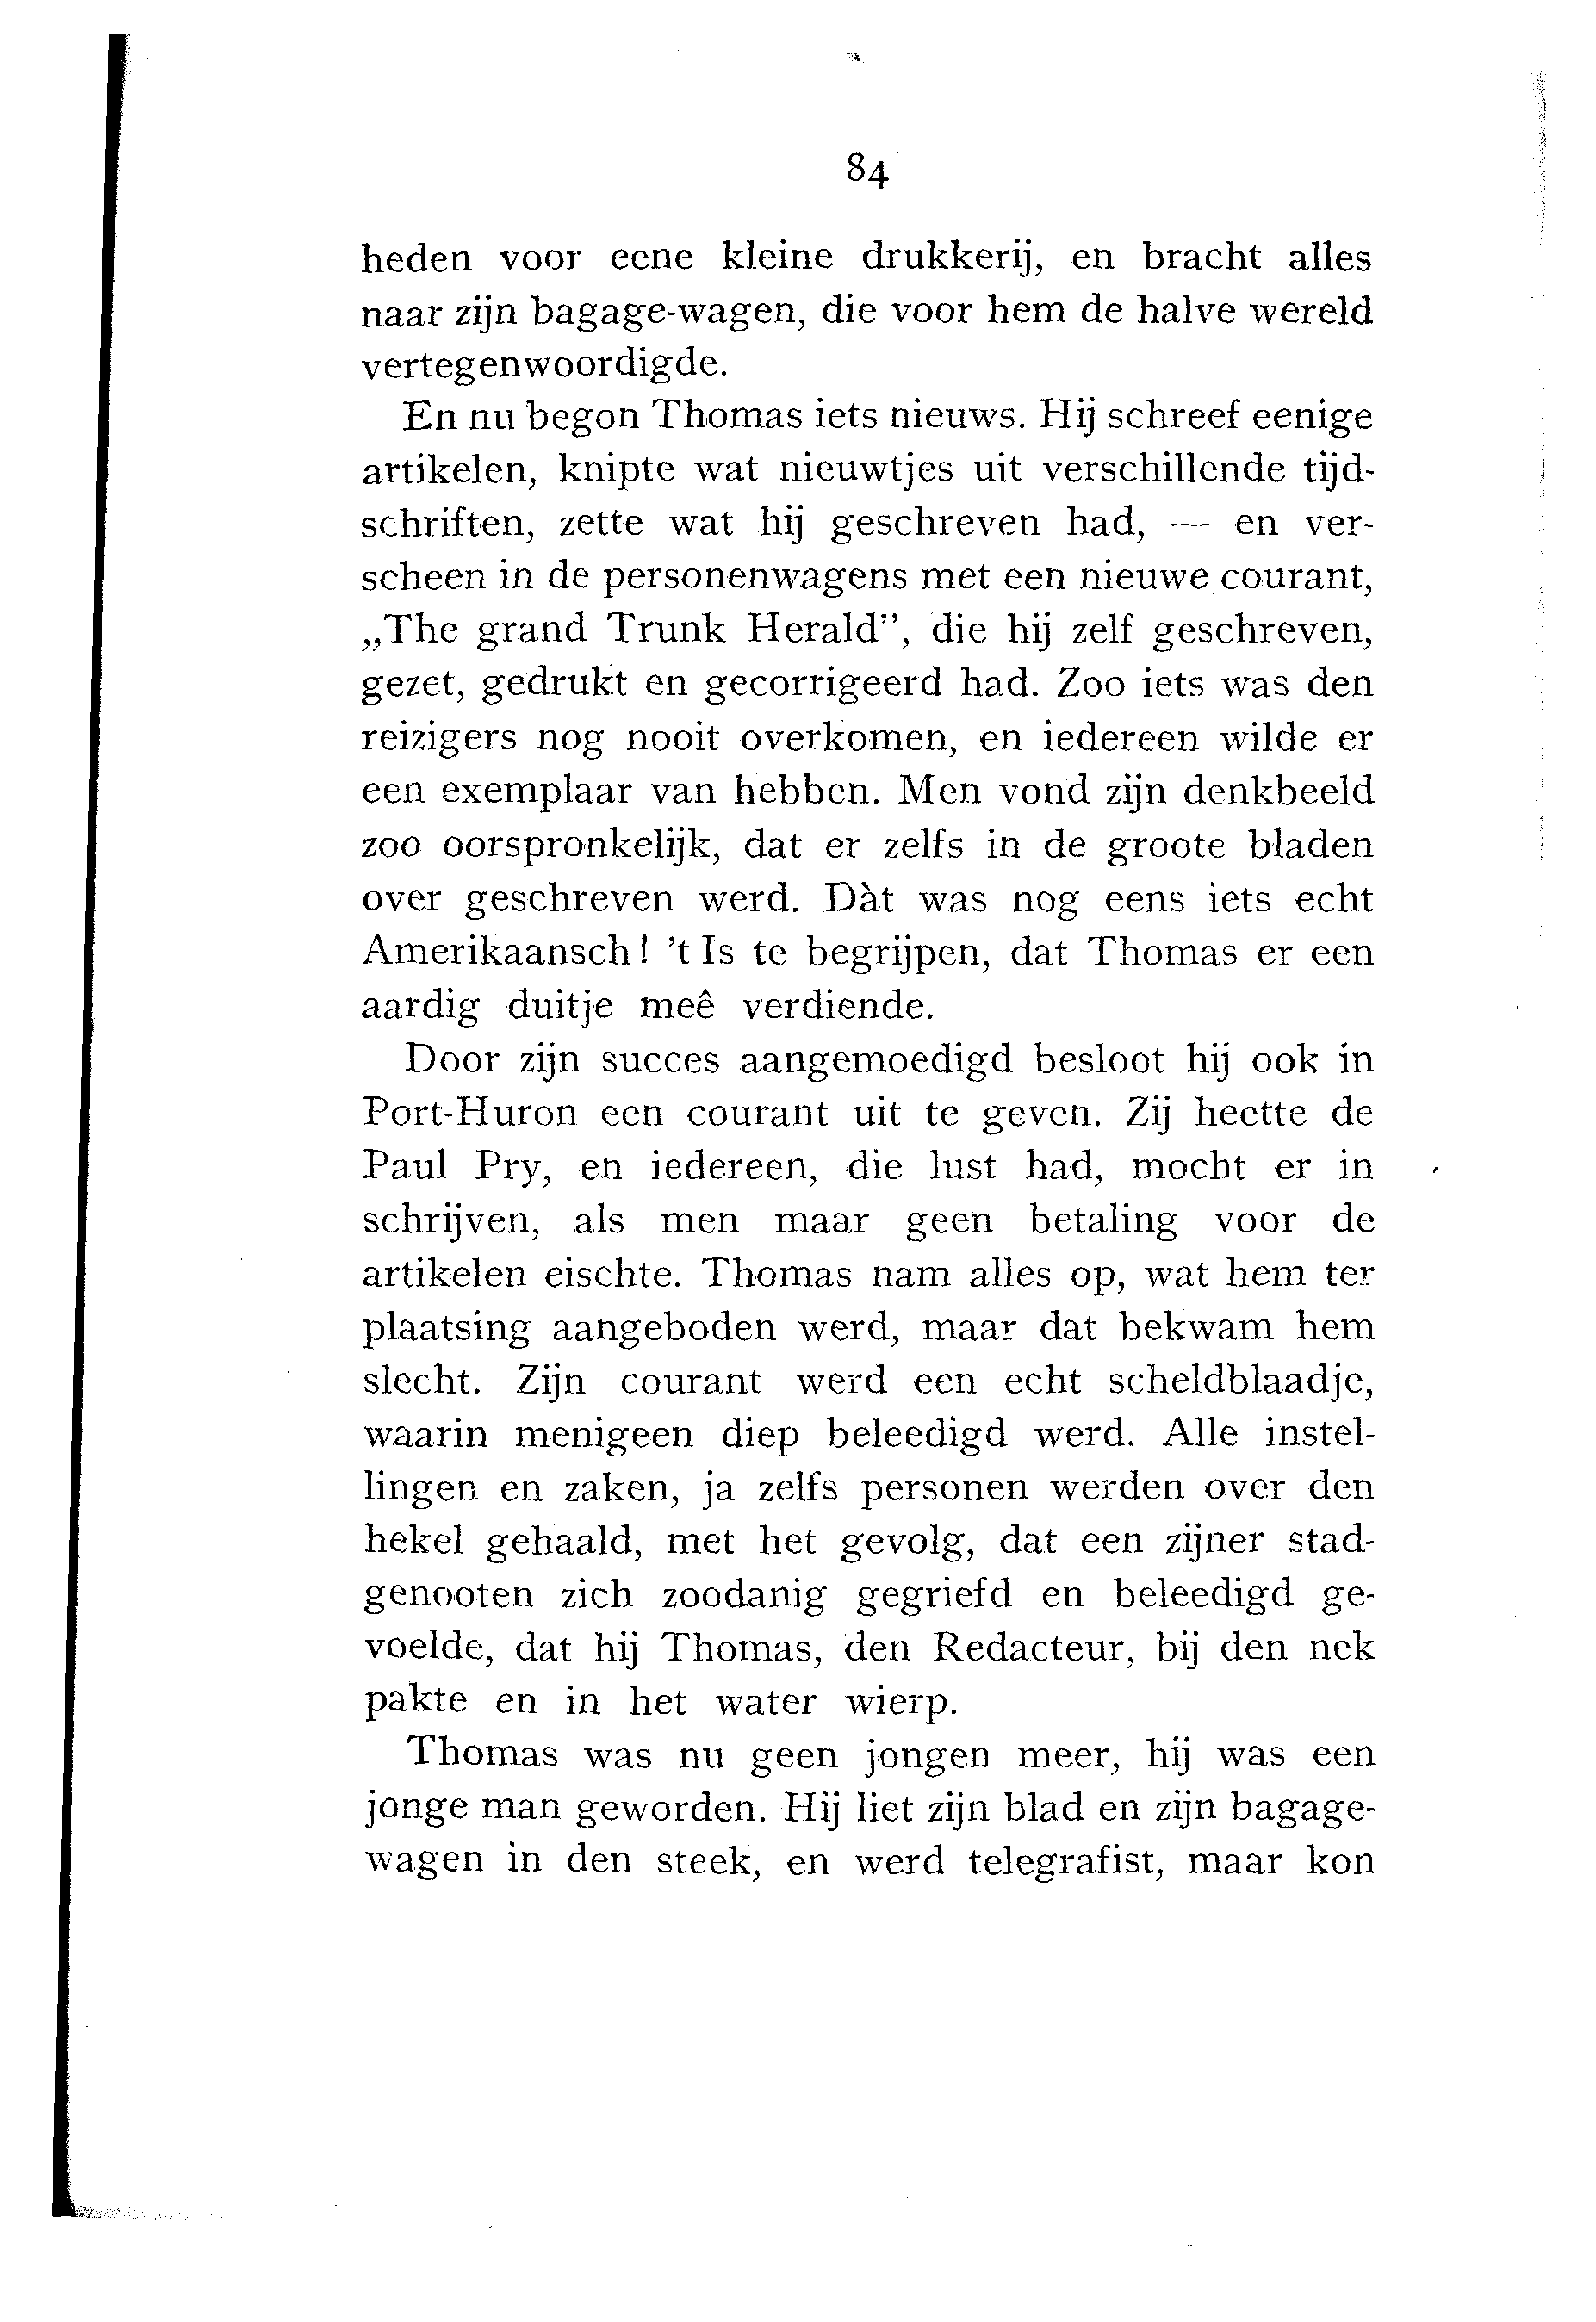 84
heden voor eene kleine drukkerij, en bracht alles
naar zijn bagage-wagen, die voor hem de halve wereld
vertegenwoordigde.
En nu begon Thomas iets nieuws. Hij schreef eenige
artikelen, knipte wat nieuwtjes uit verschillende tijd-
schriften, zette wat hij geschreven had, — en ver-
scheen in de personenwagens met een nieuwe courant,
„The grand Trunk Herald”, die hij zelf geschreven,
gezet, gedrukt en gecorrigeerd had. Zoo iets was den
reizigers nog nooit overkomen, en iedereen wilde er
een exemplaar van hebben. Men vond zijn denkbeeld
zoo oorspronkelijk, dat er zelfs in de groote bladen
over geschreven werd. Dàt was nog eens iets echt
Amerikaansch! 't Is te begrijpen, dat Thomas er een
aardig duitje meê verdiende.
Door zijn succes aangemoedigd besloot hij ook in
Port-Huron een courant uit te geven. Zij heette de
Paul Pry, en iedereen, die lust had, mocht er in
schrijven, als men maar geen betaling voor de
artikelen eischte. Thomas nam alles op, wat hem ter
plaatsing aangeboden werd, maar dat bekwam hem
slecht. Zijn courant werd een echt scheldblaadje,
waarin menigeen diep beleedigd werd. Alle instel-
lingen en zaken, ja zelfs personen werden over den
hekel gehaald, met het gevolg, dat een zijner stad-
genooten zich zoodanig gegriefd en beleedigd ge-
voelde, dat hij Thomas, den Redacteur, bij den nek
pakte en in het water wierp.
Thomas was nu geen jongen meer, hij was een
jonge man geworden. Hij liet zijn blad en zijn bagage-
wagen in den steek, en werd telegrafist, maar kon